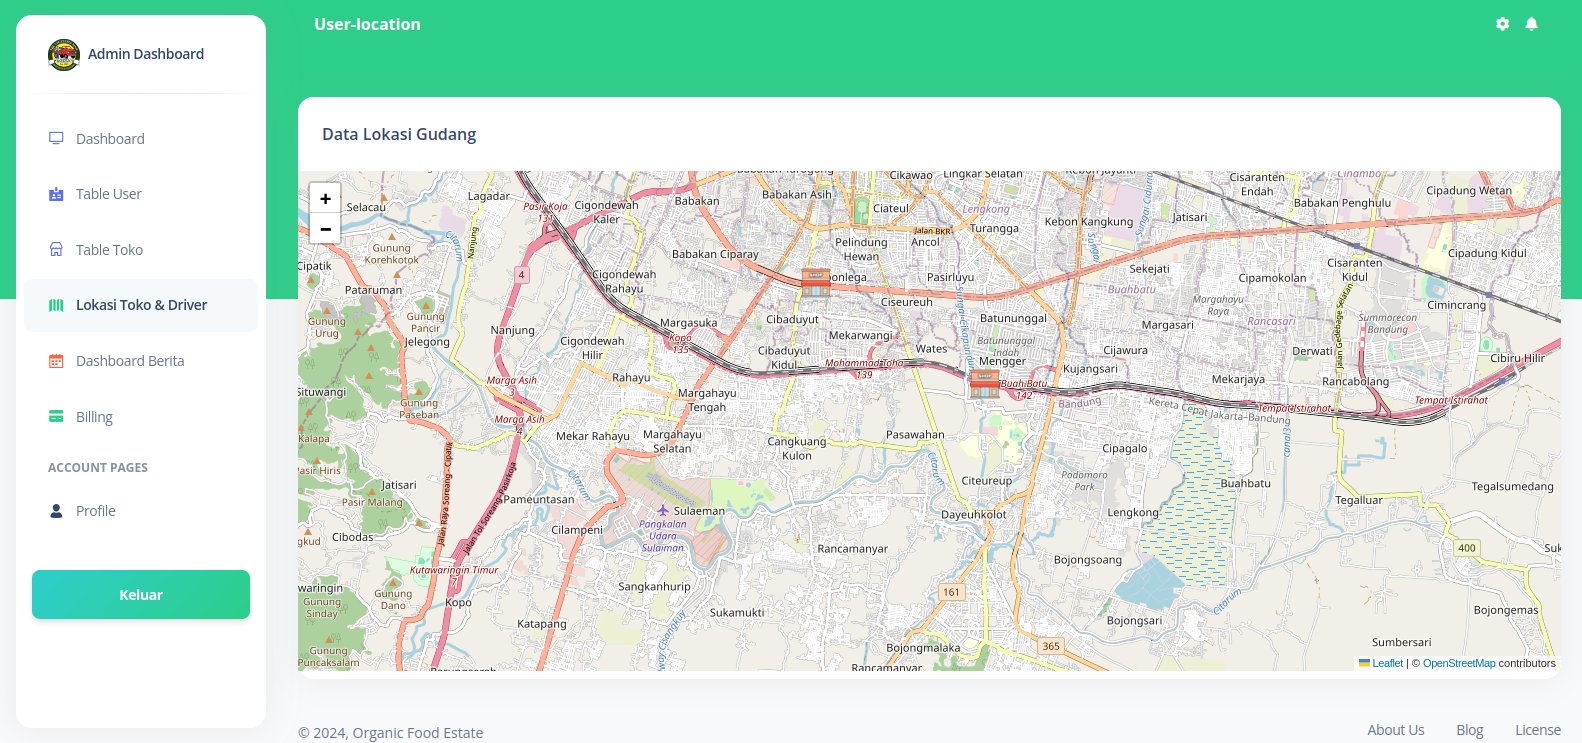 Admin Dashboard
Dashboard
Table User
Table Toko
Lokasi Toko & Driver
Dashboard Berita
Billing
ACCOUNT PAGES
Profile
Keluar
User-location
Data Lokasi Gudang
+
−
Selacau
Lagadar
Pasir Koja
131
Cigondewah
Kaler
Babakan
Babakan Asih
Cikawao
Lingkar Selatan
Ciateul
Lengkong
Kebon Kangkung
Jatisari
Cisaranten
Endah
Babakan Penghulu
Cinambo
Cipadung Wetan
Jalan BKR
Turangga
Ancol
Pelindung
Hewan
Nanjung
Citarum
Gunung
Korehkotok
Cipatik
Pataruman
4
Cigondewah
Rahayu
Babakan Ciparay
Pasirluyu
Sekejati
Buahbatu
Cipamokolan
Cisaranten
Kidul
Cipadung Kidul
Cimincrang
Gunung
Urug
Gunung
Pancir
Jelegong
Nanjung
Margasuka
Kopo
135
Cibaduyut
Ciseureuh
Batununggal
Margahayu
Raya
Rancasari
Margasari
Summarecon
Bandung
Jalan Gedebage Selatan
Cigondewah
Hilir
Mekarwangi
Cibaduyut
Kidul
Mohammad Toha
139
Wates
Batununggal
Indah
Mengger
Cijawura
Kujangsari
Derwati
Cibiru Hilir
Situwangi
Marga Asih
3
Rahayu
Margahayu
Tengah
Buah Batu
142
Bandung
Mekarjaya
Rancabolang
Tempat Istirahat
Tempat Istirahat
Kereta Cepat Jakarta-Bandung
Gunung
Paseban
Marga Asih
Mekar Rahayu
Margahayu
Selatan
Cangkuang
Kulon
Pasawahan
Cipagalo
Kalapa
Pasir Hiris
Jatisari
Pasir Malang
Jalan Raya Soreang - Cipatik
Jalan Tol Soreang-Pasirkoja
Pameuntasan
Citarum
Citarum
Citeureup
Podomoro
Park
Buahbatu
Tegalluar
Tegalsumedang
Cibodas
Cilampeni
Sulaeman
Pangkalan
Udara
Sulaiman
Dayeuhkolot
Lengkong
Rancamanyar
Bojongsoang
400
Kutawaringin Timur
Gunung
Dano
Gunung
Sinday
Kopo
Sangkanhurip
Sukamukti
161
Citarum
Bojongsari
Bojongemas
Katapang
Gunung
Puncaksalam
Bojongmalaka
365
Sumbersari
Rancamanyar
Leaflet | © OpenStreetMap contributors
© 2024, Organic Food Estate
About Us
Blog
License